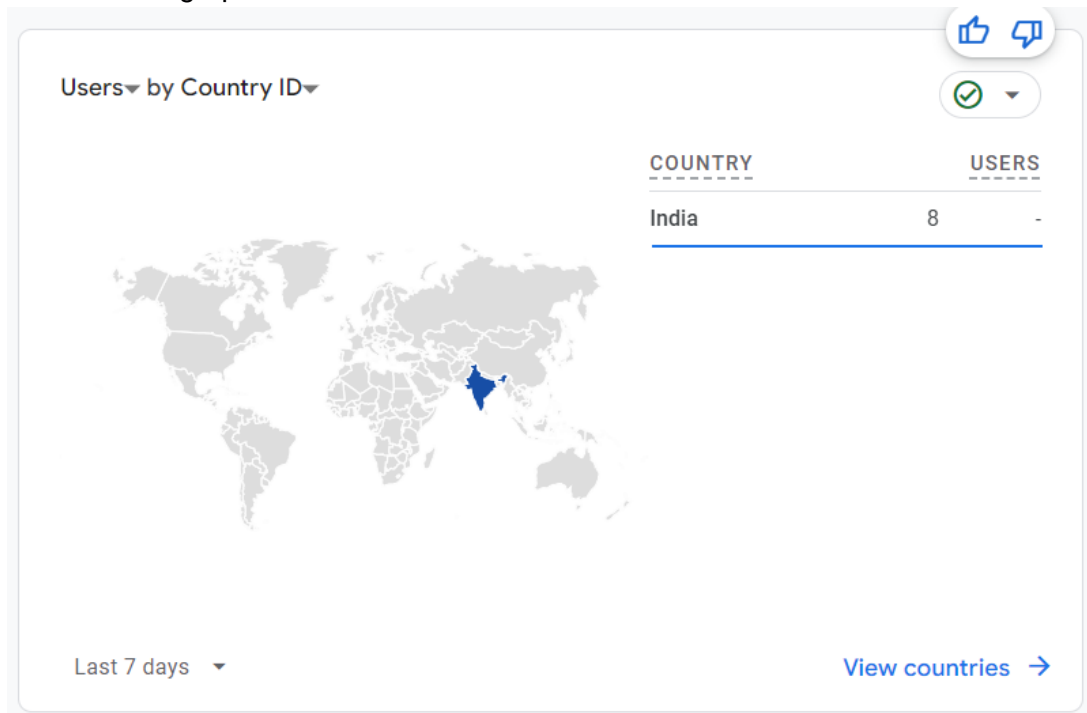 Users by Country ID
COUNTRY USERS
India 8 -
Last 7 days
View countries